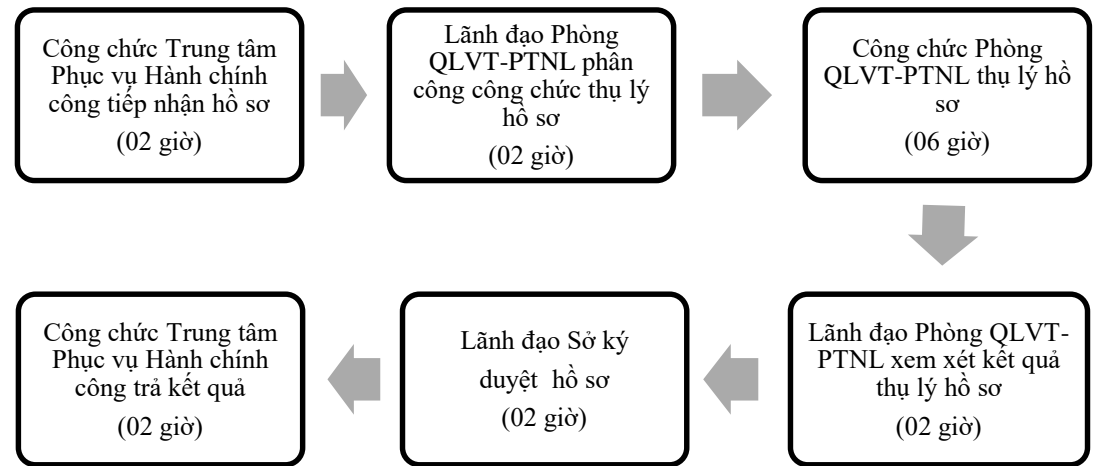 Công chức Trung tâm
Phục vụ Hành chính
công tiếp nhận hồ sơ
(02 giờ)
Lãnh đạo Phòng
QLVT-PTNL phân
công công chức thụ lý
hồ sơ
(02 giờ)
Công chức Phòng
QLVT-PTNL thụ lý hồ
sơ
(06 giờ)
Lãnh đạo Phòng QLVT-
PTNL xem xét kết quả
thụ lý hồ sơ
(02 giờ)
Lãnh đạo Sở ký
duyệt hồ sơ
(02 giờ)
Công chức Trung tâm
Phục vụ Hành chính
công trả kết quả
(02 giờ)